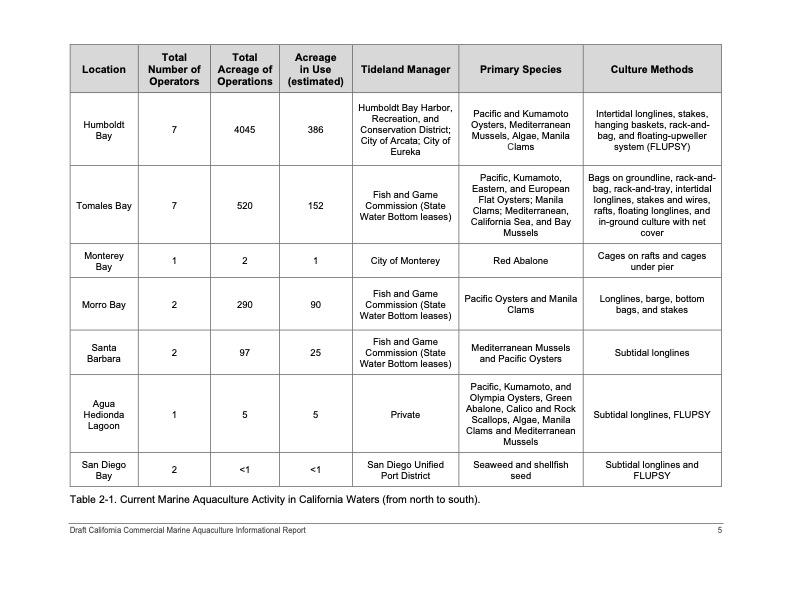 Location
Total
Number of
Operators
Total
Acreage of
Operations
Acreage
in Use
(estimated)
Tideland Manager
Primary Species
Culture Methods
Humboldt
Bay
7
4045
386
Humboldt Bay Harbor,
Recreation, and
Conservation District;
City of Arcata; City of
Eureka
Pacific and Kumamoto
Oysters, Mediterranean
Mussels, Algae, Manila
Clams
Intertidal longlines, stakes,
hanging baskets, rack-and-
bag, and floating-upweller
system (FLUPSY)
Tomales Bay
7
520
152
Fish and Game
Commission (State
Water Bottom leases)
Pacific, Kumamoto,
Eastern, and European
Flat Oysters; Manila
Clams; Mediterranean,
California Sea, and Bay
Mussels
Bags on groundline, rack-and-
bag, rack-and-tray, intertidal
longlines, stakes and wires,
rafts, floating longlines, and
in-ground culture with net
cover
Monterey
Bay
1
2
1
City of Monterey
Red Abalone
Cages on rafts and cages
under pier
Morro Bay
2
290
90
Fish and Game
Commission (State
Water Bottom leases)
Pacific Oysters and Manila
Clams
Longlines, barge, bottom
bags, and stakes
Santa
Barbara
2
97
25
Fish and Game
Commission (State
Water Bottom leases)
Mediterranean Mussels
and Pacific Oysters
Subtidal longlines
Agua
Hedionda
Lagoon
1
5
5
Private
Pacific, Kumamoto, and
Olympia Oysters, Green
Abalone, Calico and Rock
Scallops, Algae, Manila
Clams and Mediterranean
Mussels
Subtidal longlines, FLUPSY
San Diego
Bay
2
<1
<1
San Diego Unified
Port District
Seaweed and shellfish
seed
Subtidal longlines and
FLUPSY
Table 2-1. Current Marine Aquaculture Activity in California Waters (from north to south).
Draft California Commercial Marine Aquaculture Informational Report
5